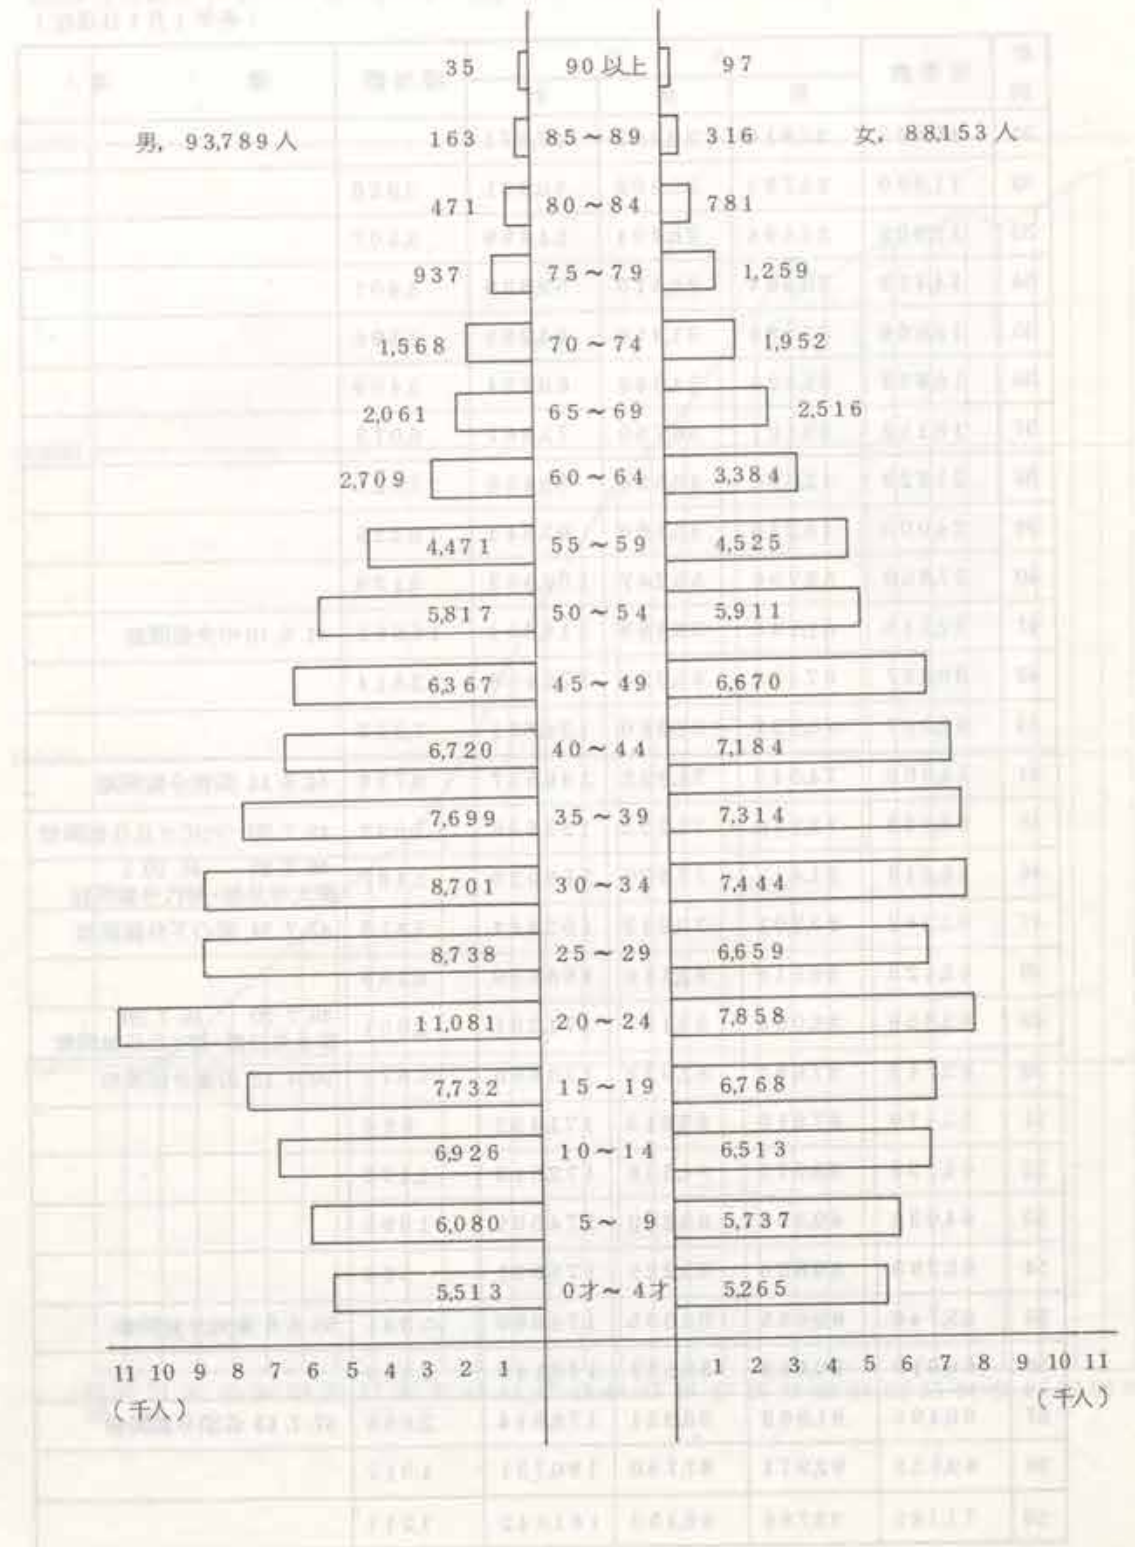 35 90以上 97
男, 93,789人 163 85～89 316 女, 88,153人
471 80～84 781
937 75～79 1,259
1,568 70～74 1,952
2,061 65～69 2,516
2,709 60～64 3,384
4,471 55～59 4,525
5,817 50～54 5,911
6,367 45～49 6,670
6,720 40～44 7,184
7,699 35～39 7,314
8,701 30～34 7,444
8,738 25～29 6,659
11,081 20～24 7,858
7,732 15～19 6,768
6,926 10～14 6,513
6,080 5～ 9 5,737
5,513 0才～4才 5,265
11 10 9 8 7 6 5 4 3 2 1 1 2 3 4 5 6 7 8 9 10 11
(千人) (千人)